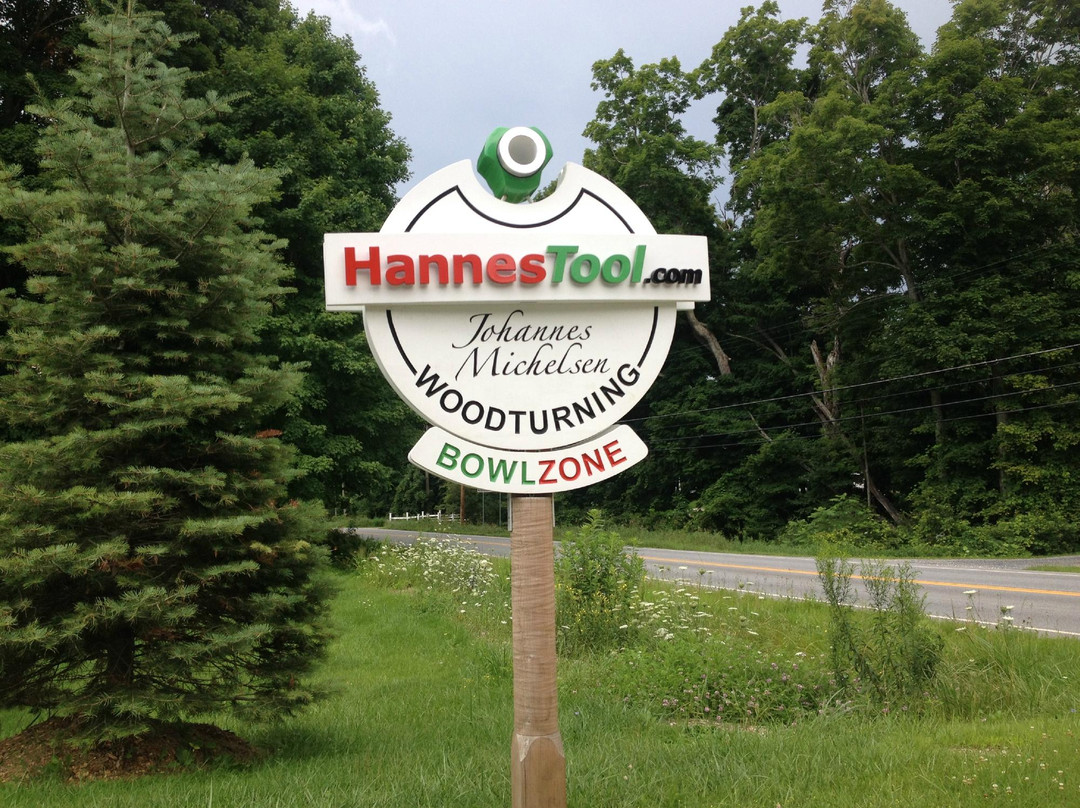 HannesTool.com
Johannes
Michelsen
WOODTURNING
BOWLZONE